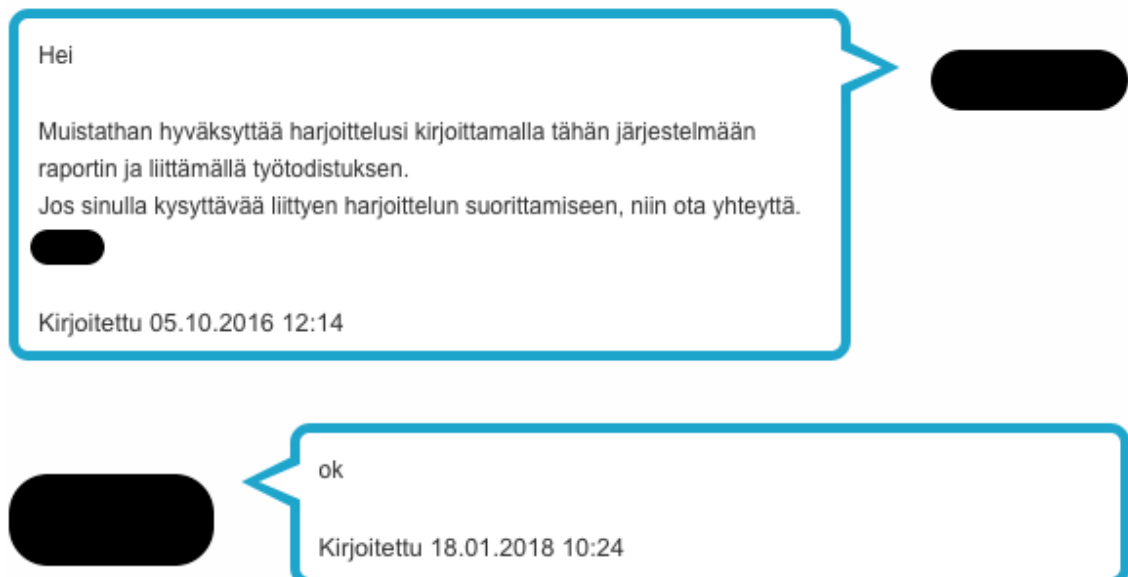 Hei
Muistathan hyväksyttää harjoittelusi kirjoittamalla tähän järjestelmään
raportin ja liittämällä työtodistuksen.
Jos sinulla kysyttävää liittyen harjoittelun suorittamiseen, niin ota yhteyttä.
Kirjoitettu 05.10.2016 12:14
ok
Kirjoitettu 18.01.2018 10:24